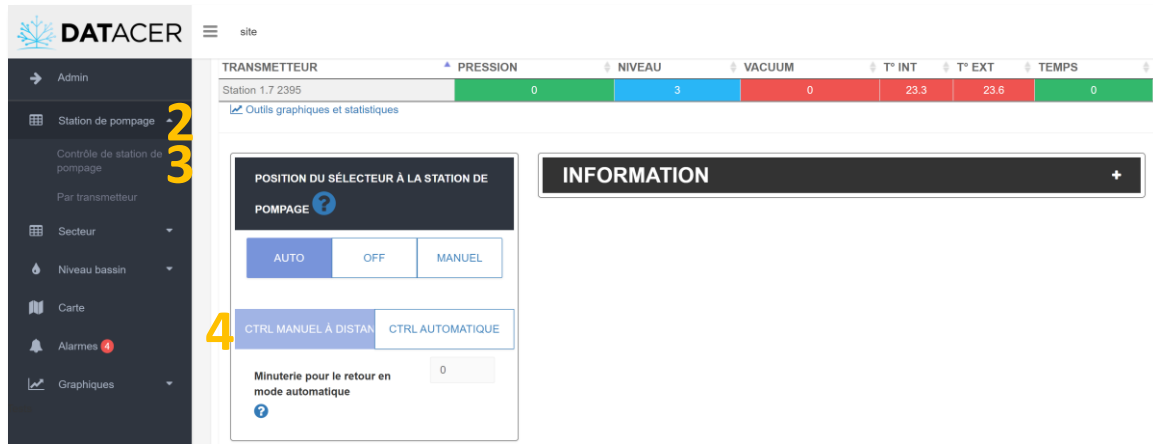 DATACER
site
Admin
Station de pompage
2
Contrôle de station de
pompage
3
Par transmetteur
Secteur
Niveau bassin
Carte
Alarmes 4
Graphiques
TRANSMETTEUR PRESSION NIVEAU VACUUM T° INT T° EXT TEMPS
Station 1.7 2395 0 3 0 23.3 23.6 0
Outils graphiques et statistiques
POSITION DU SÉLECTEUR À LA STATION DE
POMPAGE ?
AUTO OFF MANUEL
4 CTRL MANUEL À DISTAN CTRL AUTOMATIQUE
Minuterie pour le retour en
mode automatique
?
0
INFORMATION +